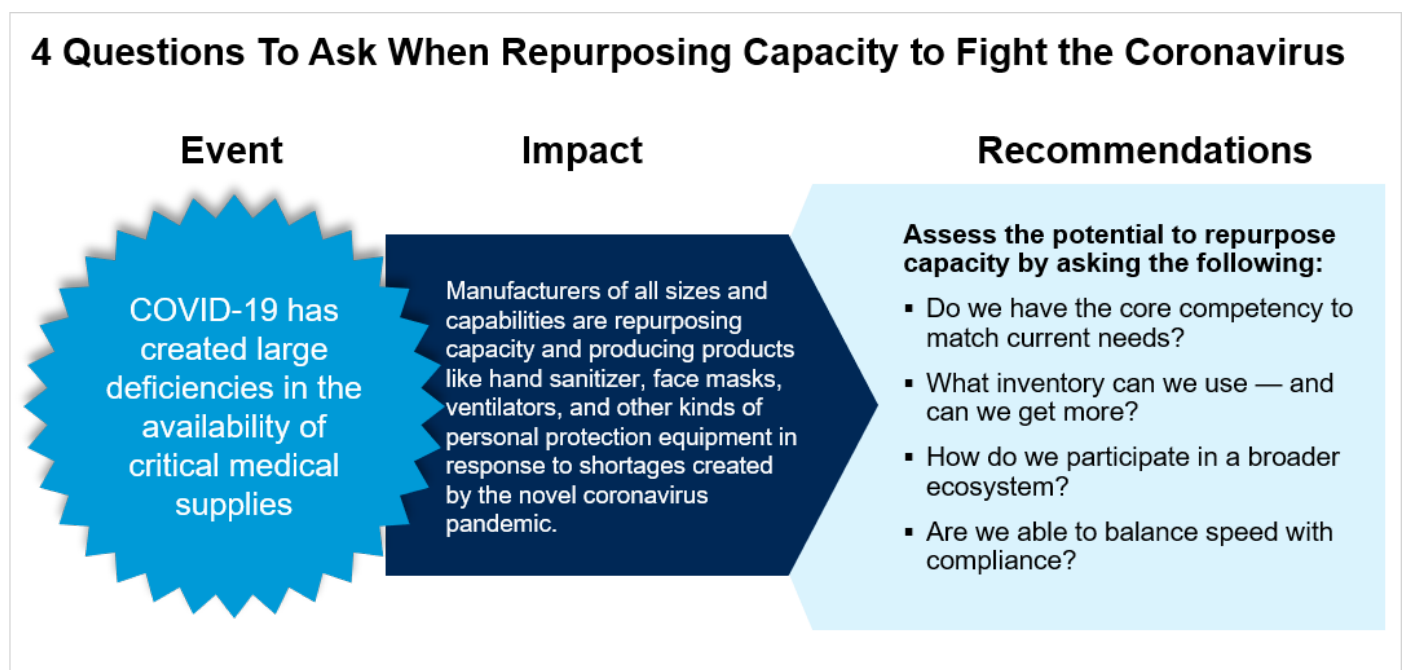 4 Questions To Ask When Repurposing Capacity to Fight the Coronavirus
Event
COVID-19 has
created large
deficiencies in the
availability of
critical medical
supplies
Impact
Manufacturers of all sizes and
capabilities are repurposing
capacity and producing products
like hand sanitizer, face masks,
ventilators, and other kinds of
personal protection equipment in
response to shortages created
by the novel coronavirus
pandemic.
Recommendations
Assess the potential to repurpose
capacity by asking the following:
▪ Do we have the core competency to
match current needs?
▪ What inventory can we use — and
can we get more?
▪ How do we participate in a broader
ecosystem?
▪ Are we able to balance speed with
compliance?